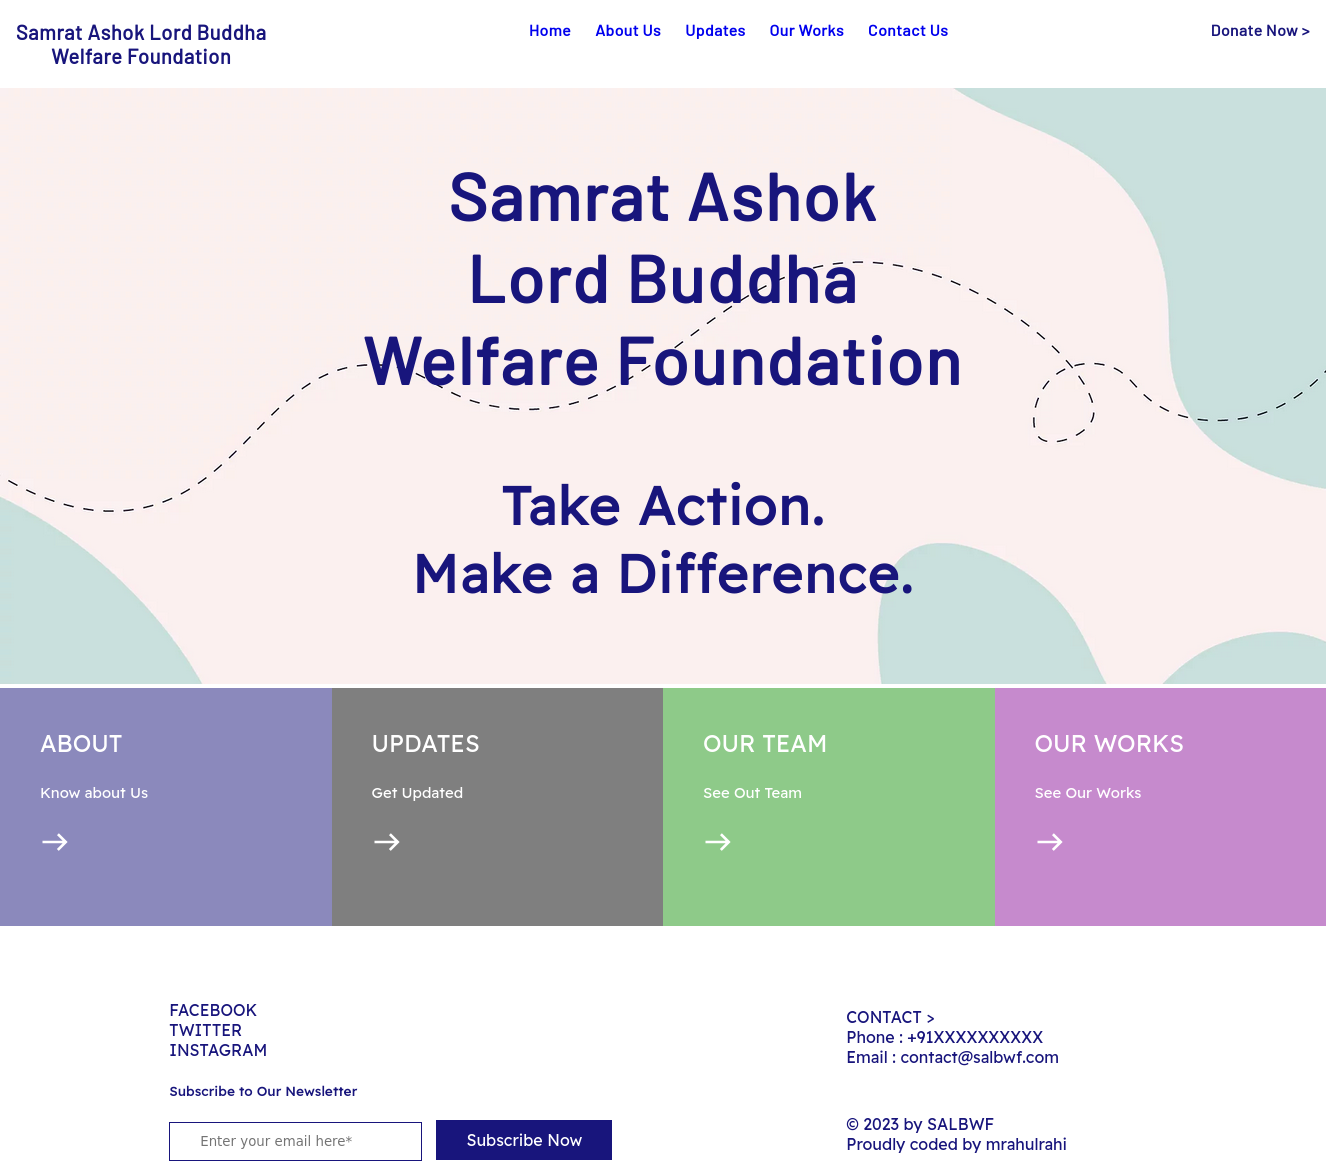 Samrat Ashok Lord Buddha
Welfare Foundation
Home About Us Updates Our Works Contact Us
Donate Now >
Samrat Ashok
Lord Buddha
Welfare Foundation
Take Action.
Make a Difference.
ABOUT
Know about Us
→
UPDATES
Get Updated
→
OUR TEAM
See Out Team
→
OUR WORKS
See Our Works
→
FACEBOOK
TWITTER
INSTAGRAM
Subscribe to Our Newsletter
Enter your email here*
Subscribe Now
CONTACT >
Phone : +91XXXXXXXXXX
Email : contact@salbwf.com
© 2023 by SALBWF
Proudly coded by mrahulrahi